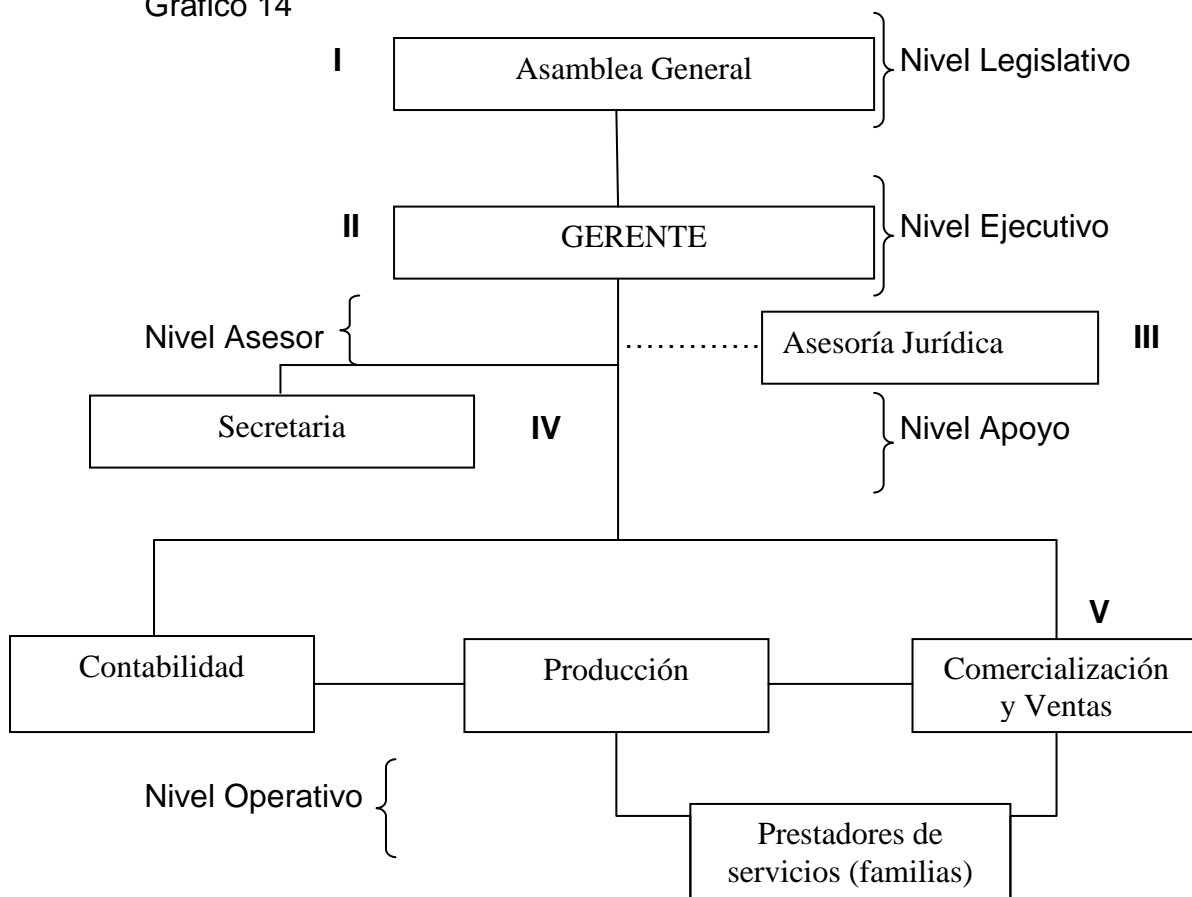 Gráfico 14
I
Asamblea General
Nivel Legislativo
II
GERENTE
Nivel Ejecutivo
Nivel Asesor
Asesoría Jurídica
III
Secretaria
IV
Nivel Apoyo
V
Contabilidad
Producción
Comercialización
y Ventas
Nivel Operativo
Prestadores de
servicios (familias)